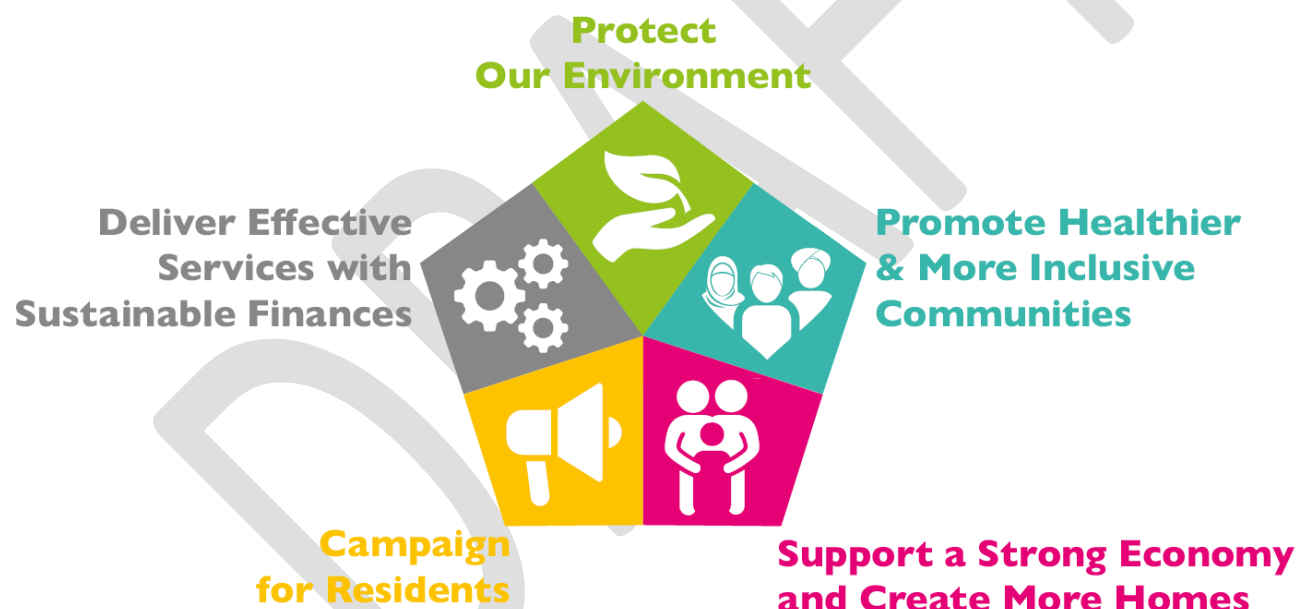 Protect
Our Environment
Deliver Effective
Services with
Sustainable Finances
Promote Healthier
& More Inclusive
Communities
Campaign
for Residents
Support a Strong Economy
and Create More Homes
DRAFT